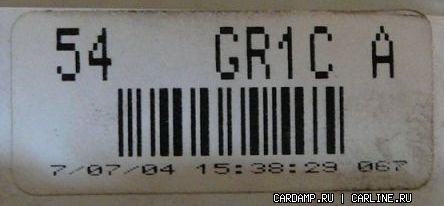 54 GR1C A
7/07/04 15:38:29 067
CARDAMP.RU | CARLINE.RU